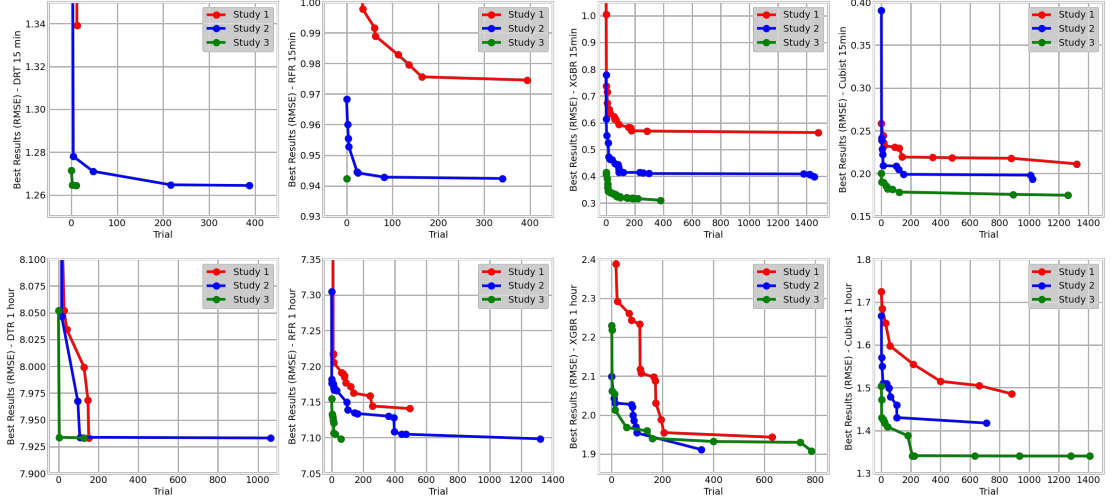 Best Results (RMSE) - DRT 15 min
1.34
1.32
1.30
1.28
1.26
0
100
200
300
400
Trial
Study 1
Study 2
Study 3
Best Results (RMSE) - RFR 15min
1.00
0.99
0.98
0.97
0.96
0.95
0.94
0.93
0
100
200
300
400
500
Trial
Study 1
Study 2
Study 3
Best Results (RMSE) - XGBR 15min
1.0
0.9
0.8
0.7
0.6
0.5
0.4
0.3
0
200
400
600
800
1000
1200
1400
Trial
Study 1
Study 2
Study 3
Best Results (RMSE) - Cubist 15min
0.40
0.35
0.30
0.25
0.20
0.15
0
200
400
600
800
1000
1200
1400
Trial
Study 1
Study 2
Study 3
Best Results (RMSE) - DTR 1 hour
8.100
8.075
8.050
8.025
8.000
7.975
7.950
7.925
7.900
0
200
400
600
800
1000
Trial
Study 1
Study 2
Study 3
Best Results (RMSE) - RFR 1 hour
7.35
7.30
7.25
7.20
7.15
7.10
7.05
0
200
400
600
800
1000
1200
1400
Trial
Study 1
Study 2
Study 3
Best Results (RMSE) - XGBR 1 hour
2.4
2.3
2.2
2.1
2.0
1.9
0
200
400
600
800
Trial
Study 1
Study 2
Study 3
Best Results (RMSE) - Cubist 1 hour
1.8
1.7
1.6
1.5
1.4
1.3
0
200
400
600
800
1000
1200
1400
Trial
Study 1
Study 2
Study 3